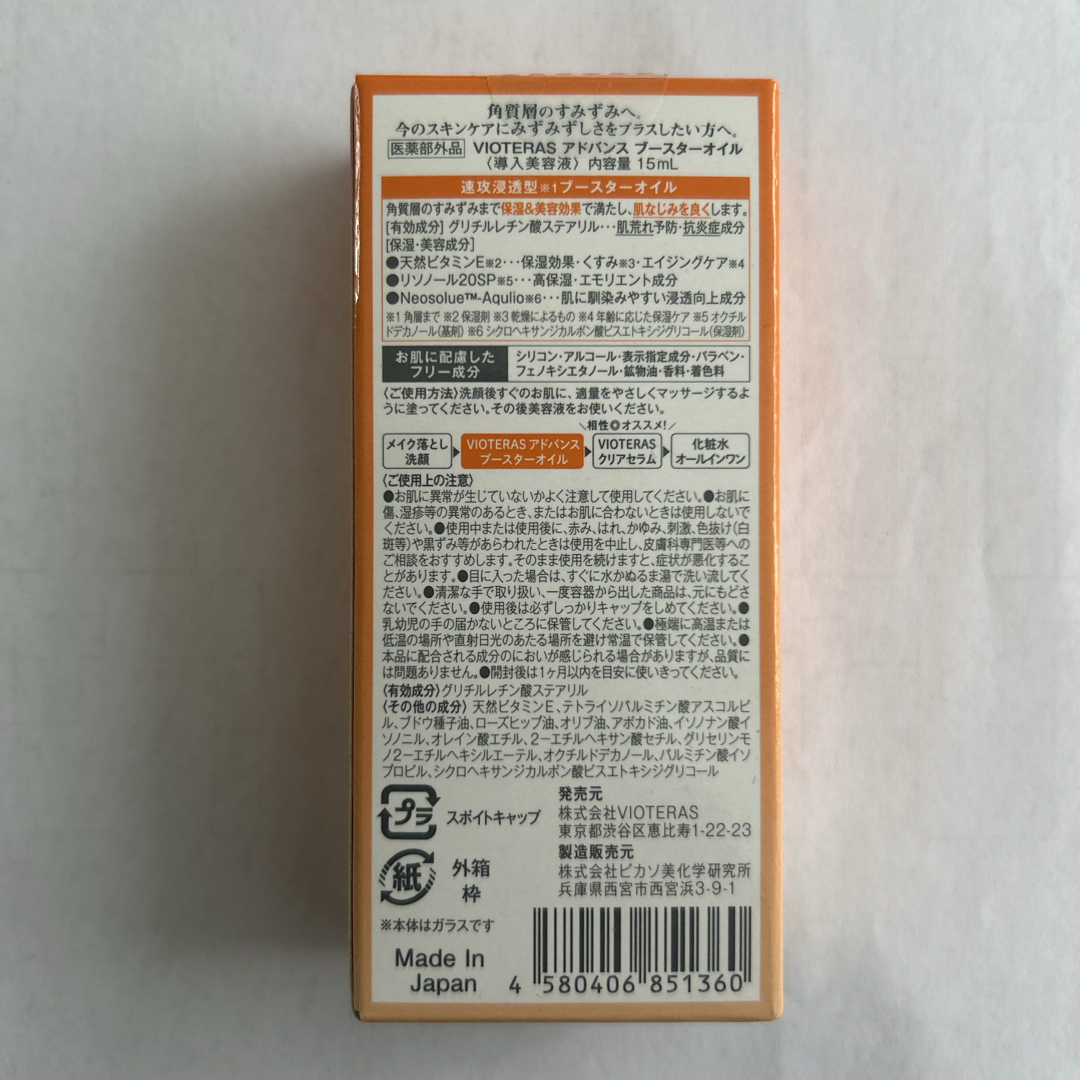 角質層のすみずみへ。
今のスキンケアにみずみずしさをプラスしたい方へ。
医薬部外品 VIOTERAS アドバンス ブースターオイル
〈導入美容液〉内容量 15mL
速攻浸透型※1ブースターオイル
角質層のすみずみまで保湿&美容効果で満たし、肌なじみを良くします。
[有効成分] グリチルレチン酸ステアリル・・・肌荒れ予防・抗炎症成分
[保湿・美容成分]
●天然ビタミンE※2・・・保湿効果・くすみ※3・エイジングケア※4
●リソノール20SP※5・・・高保湿・エモリエント成分
●Neosolue™-Aqulio※6・・・肌に馴染みやすい浸透向上成分
※1 角層まで ※2 保湿剤 ※3 乾燥によるもの ※4 年齢に応じた保湿ケア ※5 オクチル
ドデカノール(基剤) ※6 シクロヘキサンジカルボン酸ビスエトキシジグリコール(保湿剤)
お肌に配慮した
フリー成分
シリコン・アルコール・表示指定成分・パラベン・
フェノキシエタノール・鉱物油・香料・着色料
〈ご使用方法〉洗顔後すぐのお肌に、適量をやさしくマッサージするよ
うに塗ってください。その後美容液をお使いください。
＼相性◎オススメ!／
メイク落とし
洗顔
VIOTERAS アドバンス
ブースターオイル
VIOTERAS
クリアセラム
化粧水
オールインワン
〈ご使用上の注意〉
●お肌に異常が生じていないかよく注意して使用してください。●お肌に
傷、湿疹等の異常のあるとき、またはお肌に合わないときは使用しないで
ください。●使用中または使用後に、赤み、はれ、かゆみ、刺激、色抜け(白
斑等)や黒ずみ等があらわれたときは使用を中止し、皮膚科専門医等への
ご相談をおすすめします。そのまま使用を続けますと、症状が悪化するこ
とがあります。●目に入った場合は、すぐに水かぬるま湯で洗い流してく
ださい。●清潔な手で取り扱い、一度容器から出した商品は、元にもどさ
ないでください。●使用後は必ずしっかりキャップをしめてください。●
乳幼児の手の届かないところに保管してください。●極端に高温または
低温の場所や直射日光のあたる場所を避け常温で保管してください。●
本品に配合される成分のにおいが感じられる場合がありますが、品質に
は問題ありません。●開封後は1ヶ月以内を目安に使いきってください。
〈有効成分〉グリチルレチン酸ステアリル
〈その他の成分〉天然ビタミンE、テトライソパルミチン酸アスコルビ
ル、ブドウ種子油、ローズヒップ油、オリブ油、アボカド油、イソノナン酸イ
ソノニル、オレイン酸エチル、2－エチルヘキサン酸セチル、グリセリンモ
ノ2－エチルヘキシルエーテル、オクチルドデカノール、パルミチン酸イソ
プロピル、シクロヘキサンジカルボン酸ビスエトキシジグリコール
プラ スポイトキャップ
紙 外箱
枠
※本体はガラスです
Made In
Japan
発売元
株式会社VIOTERAS
東京都渋谷区恵比寿1-22-23
製造販売元
株式会社ピカソ美化学研究所
兵庫県西宮市西宮浜3-9-1
4 580406 851360